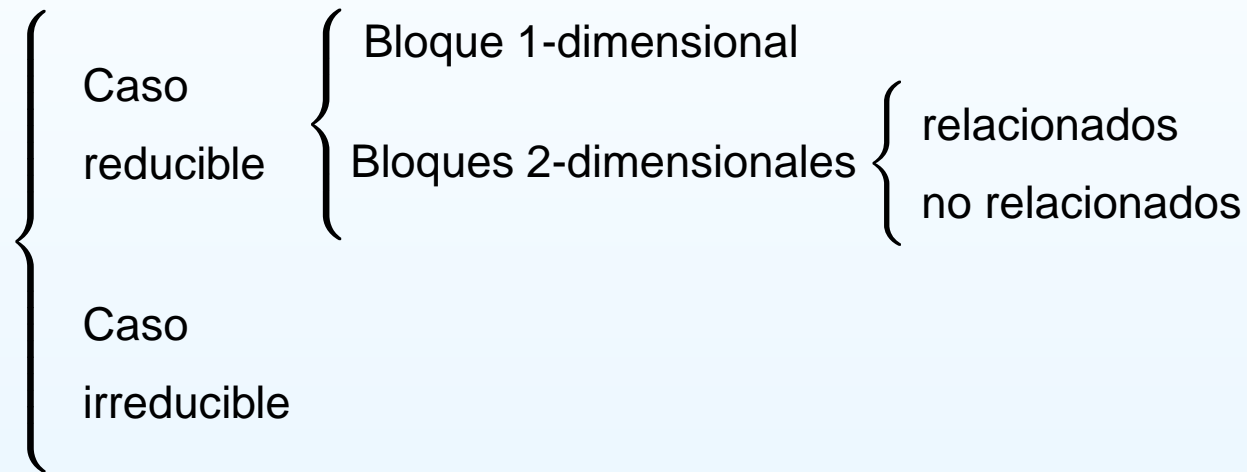 Caso
reducible
Bloque 1-dimensional
Bloques 2-dimensionales
relacionados
no relacionados
Caso
irreducible